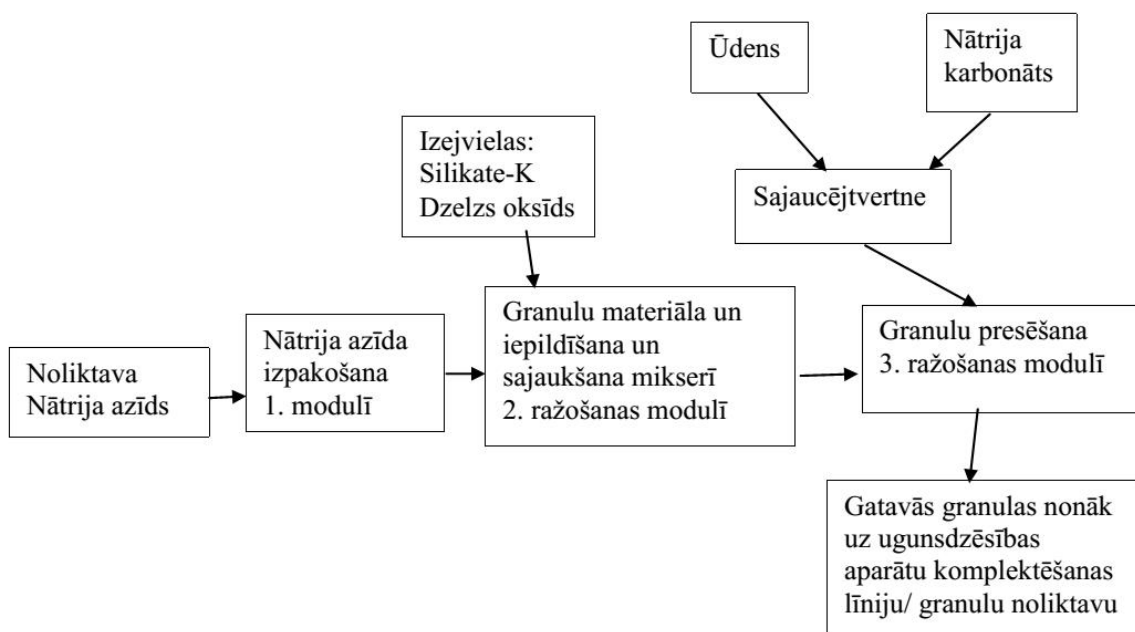 Ūdens
Nātrija
karbonāts
Izejvielas:
Silikate-K
Dzelzs oksīds
Sajaucējtvertne
Noliktava
Nātrija azīds
Nātrija azīda
izpakošana
1. modulī
Granulu materiāla un
iepildīšana un
sajaukšana mikserī
2. ražošanas modulī
Granulu presēšana
3. ražošanas modulī
Gatavās granulas nonāk
uz ugunsdzēsības
aparātu komplektēšanas
līniju/ granulu noliktavu